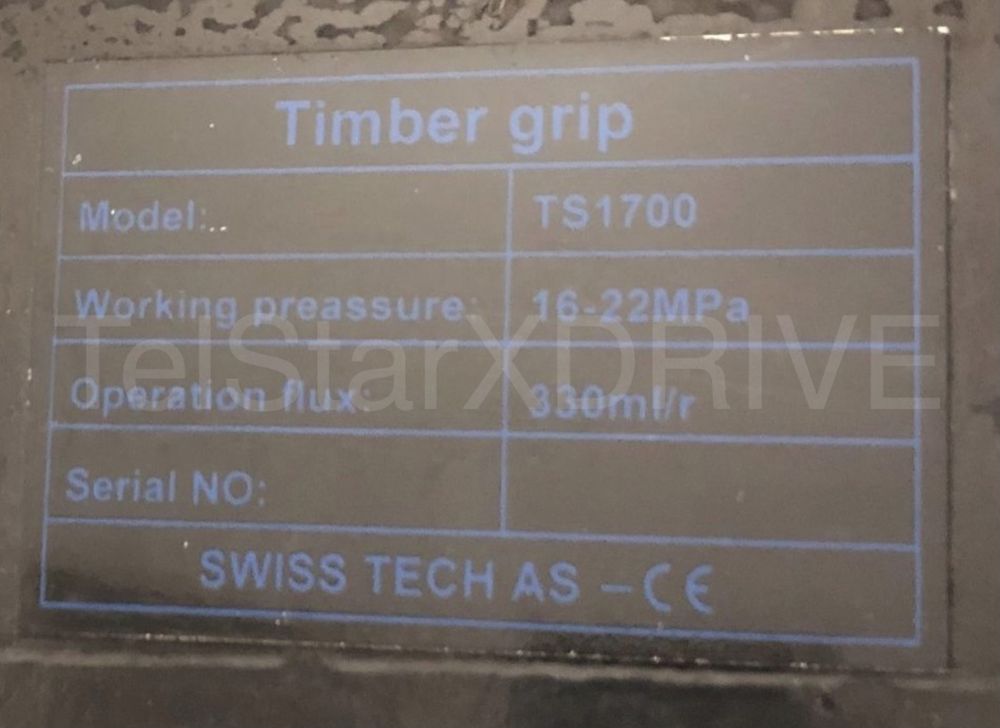 Timber grip
Model:.. TS1700
Working preassure: 16-22MPa
TelStarXDRIVE
Operation flux: 330ml/r
Serial NO:
SWISS TECH AS – CE